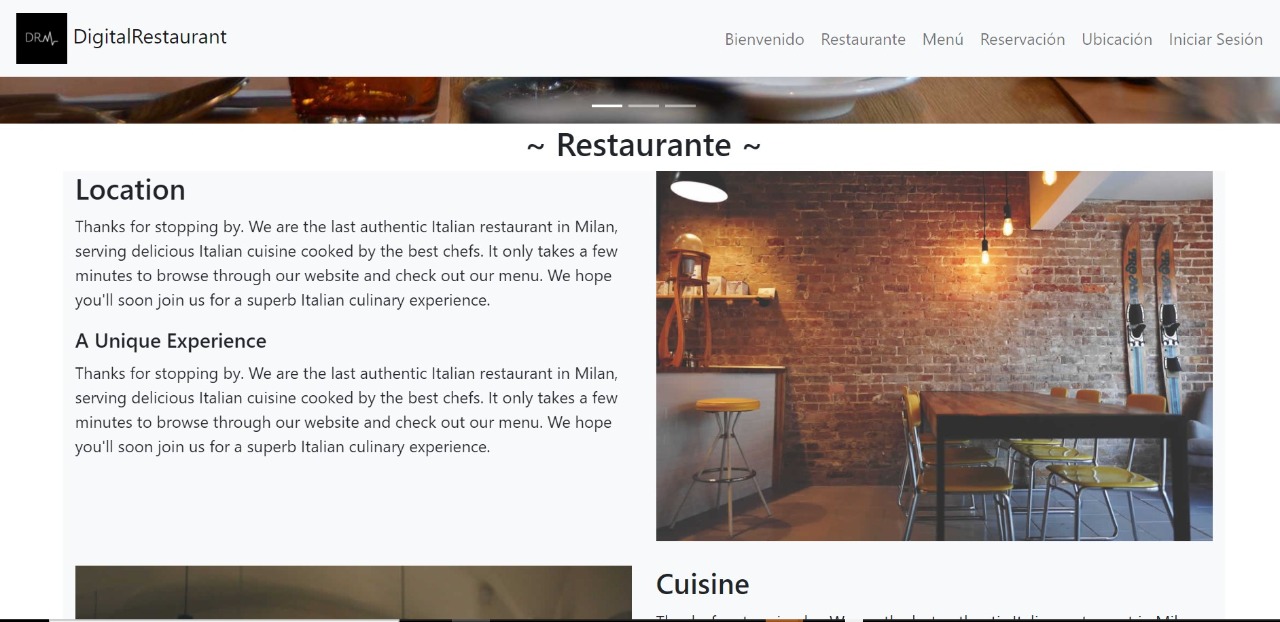 DRM DigitalRestaurant
Bienvenido Restaurante Menú Reservación Ubicación Iniciar Sesión
~ Restaurante ~
Location
Thanks for stopping by. We are the last authentic Italian restaurant in Milan,
serving delicious Italian cuisine cooked by the best chefs. It only takes a few
minutes to browse through our website and check out our menu. We hope
you'll soon join us for a superb Italian culinary experience.
A Unique Experience
Thanks for stopping by. We are the last authentic Italian restaurant in Milan,
serving delicious Italian cuisine cooked by the best chefs. It only takes a few
minutes to browse through our website and check out our menu. We hope
you'll soon join us for a superb Italian culinary experience.
Cuisine